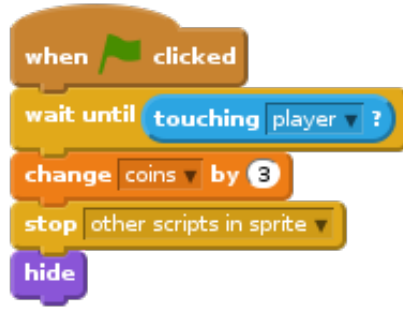 when clicked
wait until touching player ?
change coins by 3
stop other scripts in sprite
hide